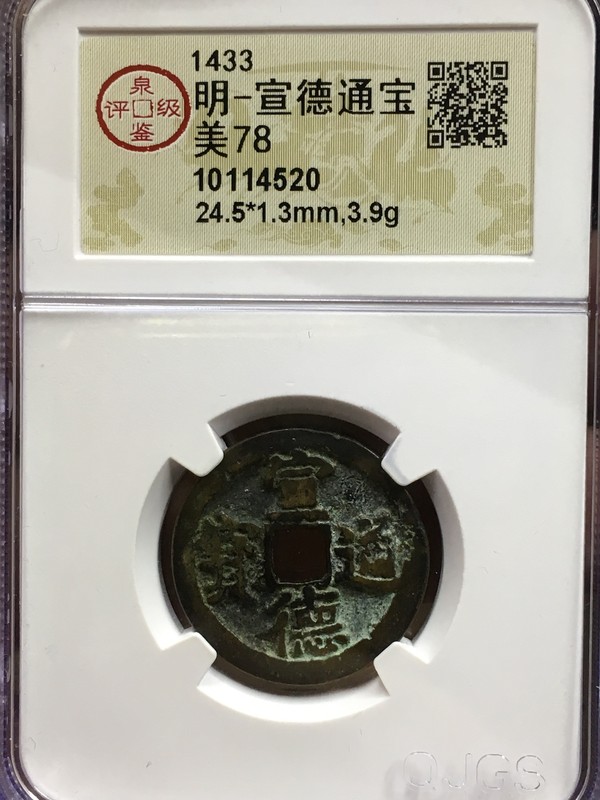 1433
泉
评 级
鉴
明-宣德通宝
美78
10114520
24.5*1.3mm,3.9g
宣
寳 通
德
QJGS